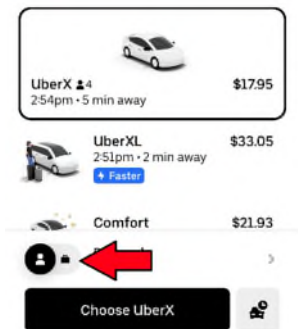 UberX 4 $17.95
2:54pm • 5 min away
UberXL $33.05
2:51pm • 2 min away
Faster
Comfort $21.93
Choose UberX